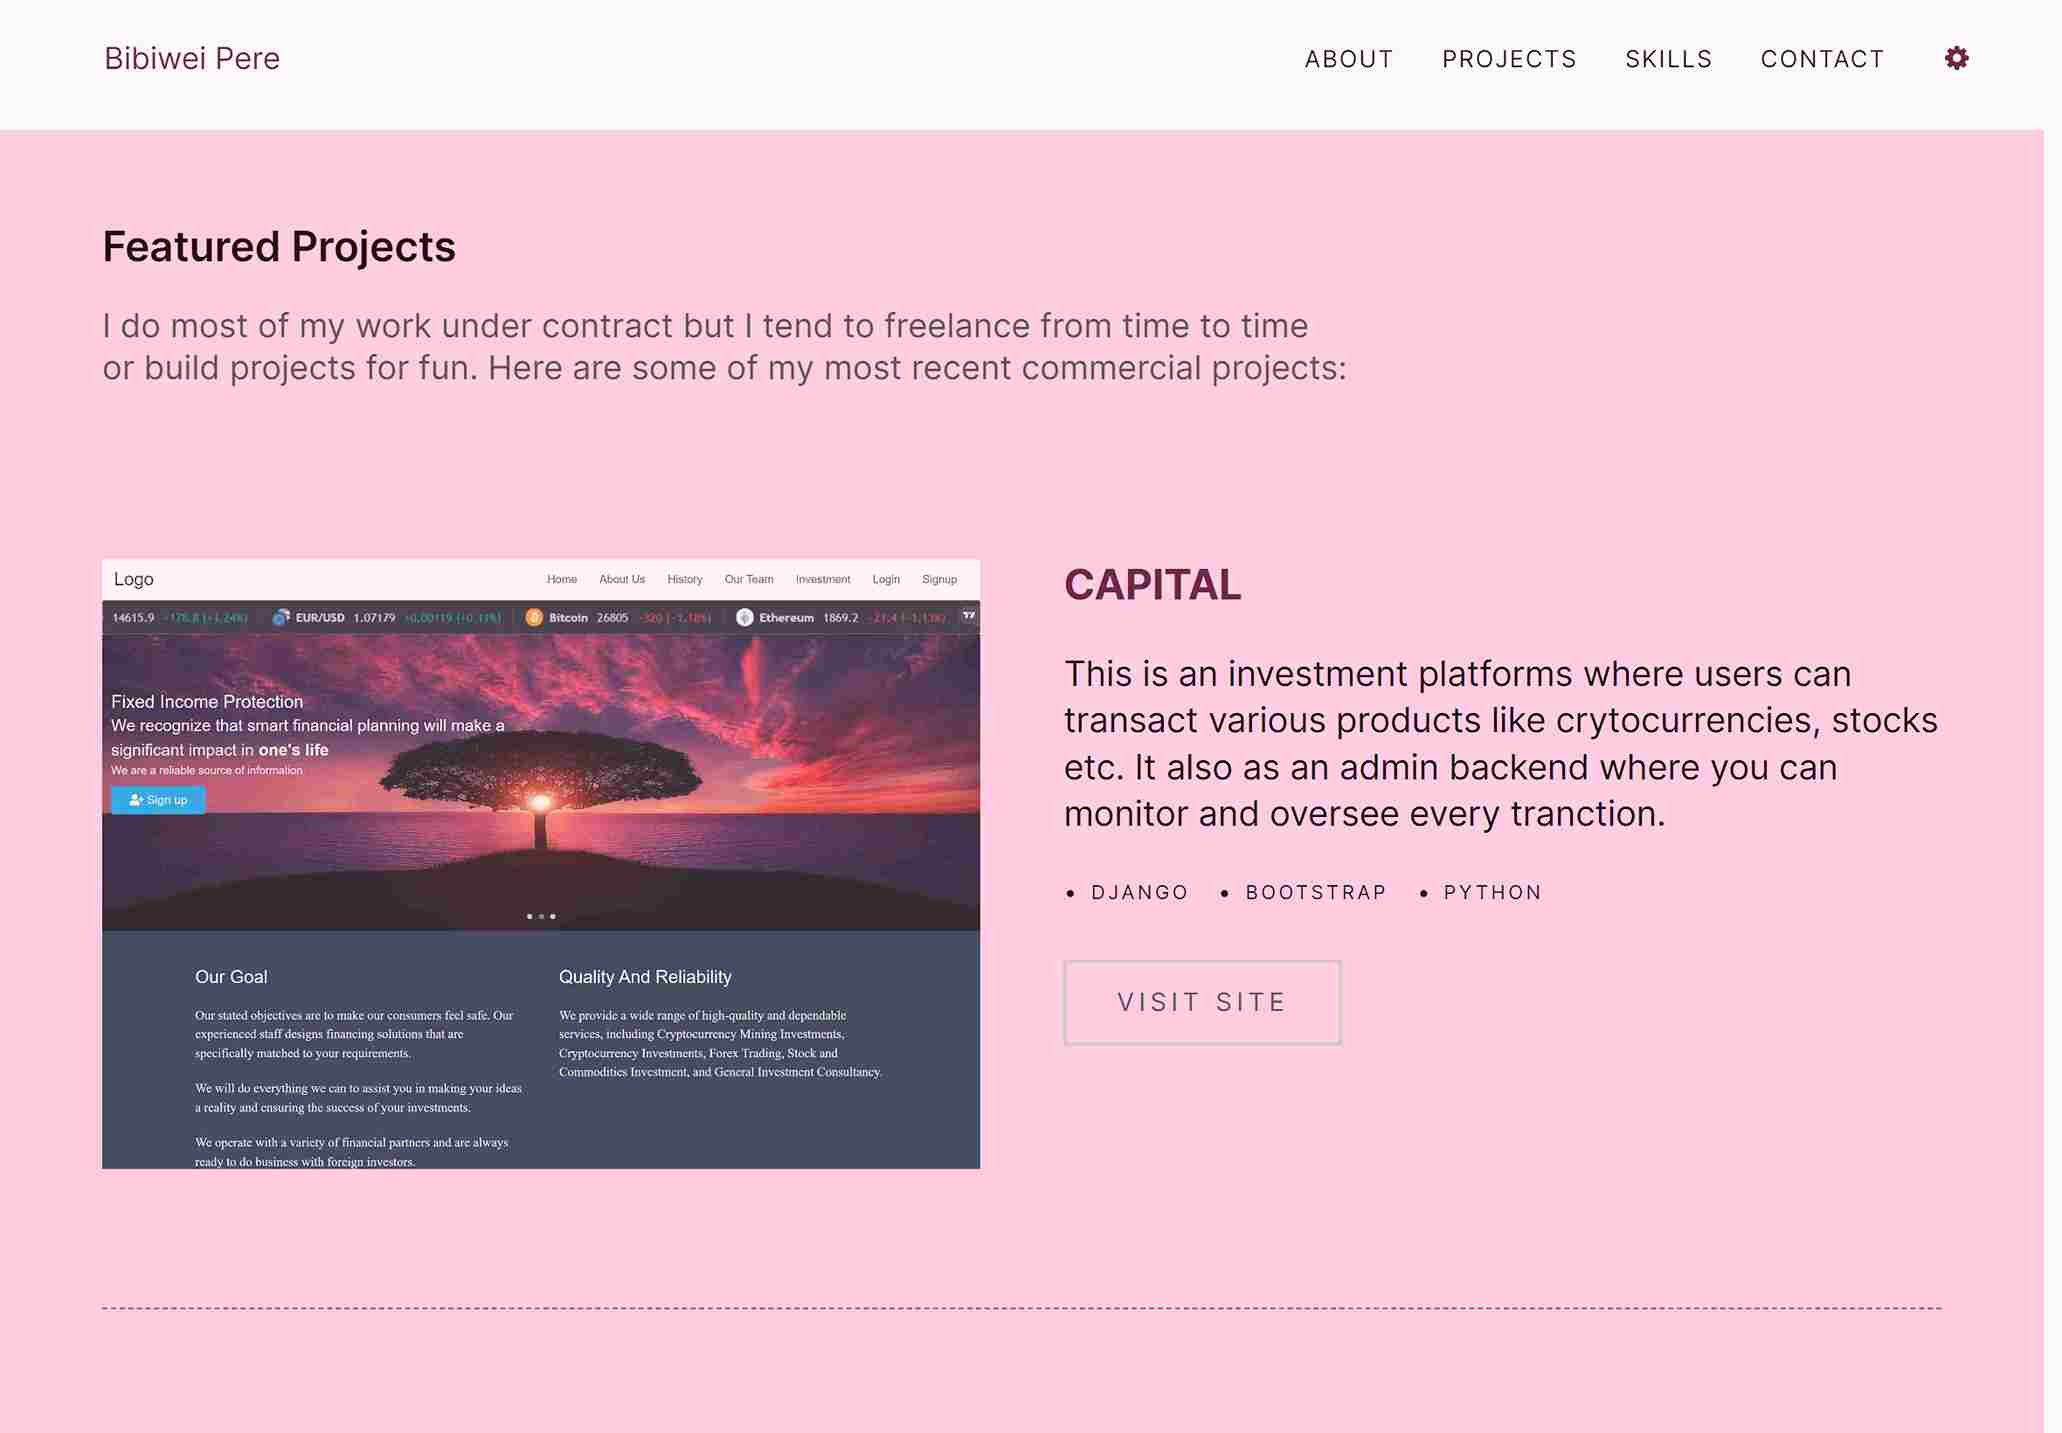 Bibiwei Pere
ABOUT PROJECTS SKILLS CONTACT
Featured Projects
I do most of my work under contract but I tend to freelance from time to time
or build projects for fun. Here are some of my most recent commercial projects:
Logo
Home About Us History Our Team Investment Login Signup
14615.9 +178.8 (+1.24%) EUR/USD 1.07179 +0.00119 (+0.11%) Bitcoin 26805 -320 (-1.18%) Ethereum 1869.2 -21.4 (-1.13%)
Fixed Income Protection
We recognize that smart financial planning will make a
significant impact in one's life
We are a reliable source of information
Sign up
Our Goal
Our stated objectives are to make our consumers feel safe. Our
experienced staff designs financing solutions that are
specifically matched to your requirements.
We will do everything we can to assist you in making your ideas
a reality and ensuring the success of your investments.
We operate with a variety of financial partners and are always
ready to do business with foreign investors.
Quality And Reliability
We provide a wide range of high-quality and dependable
services, including Cryptocurrency Mining Investments,
Cryptocurrency Investments, Forex Trading, Stock and
Commodities Investment, and General Investment Consultancy.
CAPITAL
This is an investment platforms where users can
transact various products like crytocurrencies, stocks
etc. It also as an admin backend where you can
monitor and oversee every tranction.
• DJANGO • BOOTSTRAP • PYTHON
VISIT SITE